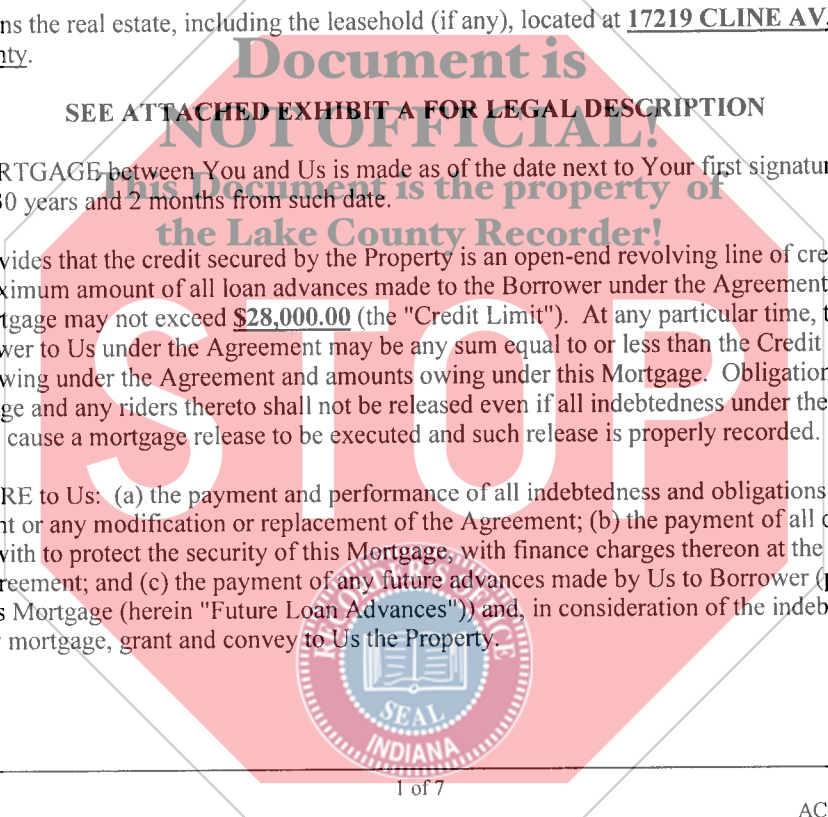 ns the real estate, including the leasehold (if any), located at 17219 CLINE AV
nty.
Document is
SEE ATTACHED EXHIBIT A FOR LEGAL DESCRIPTION
NOT OFFICIAL!
RTGAGE between You and Us is made as of the date next to Your first signatur
This Document is the property of
30 years and 2 months from such date.
the Lake County Recorder!
vides that the credit secured by the Property is an open-end revolving line of cre
ximum amount of all loan advances made to the Borrower under the Agreement
tgage may not exceed $28,000.00 (the "Credit Limit"). At any particular time, t
wer to Us under the Agreement may be any sum equal to or less than the Credit
wing under the Agreement and amounts owing under this Mortgage. Obligation
ge and any riders thereto shall not be released even if all indebtedness under the
cause a mortgage release to be executed and such release is properly recorded.
STOP
RE to Us: (a) the payment and performance of all indebtedness and obligations
nt or any modification or replacement of the Agreement; (b) the payment of all c
with to protect the security of this Mortgage, with finance charges thereon at the
reement; and (c) the payment of any future advances made by Us to Borrower (p
s Mortgage (herein "Future Loan Advances")) and, in consideration of the indeb
mortgage, grant and convey to Us the Property.
RECORDER'S OFFICE
SEAL
INDIANA
1 of 7
AC